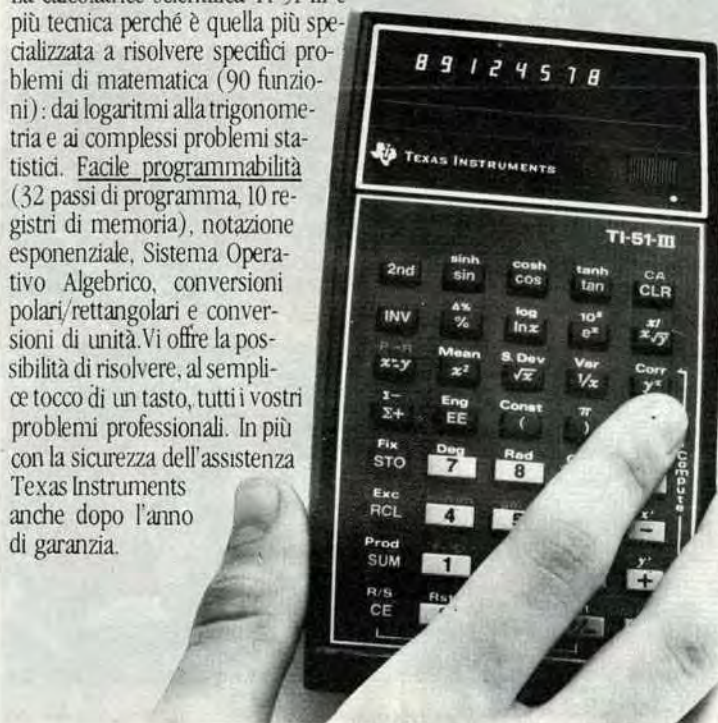 più tecnica perché è quella più spe-
cializzata a risolvere specifici pro-
blemi di matematica (90 funzio-
ni): dai logaritmi alla trigonome-
tria e ai complessi problemi sta-
tistici. Facile programmabilità
(32 passi di programma, 10 re-
gistri di memoria), notazione
esponenziale, Sistema Opera-
tivo Algebrico, conversioni
polari/rettangolari e conver-
sioni di unità. Vi offre la pos-
sibilità di risolvere, al sempli-
ce tocco di un tasto, tutti i vostri
problemi professionali. In più
con la sicurezza dell'assistenza
Texas Instruments
anche dopo l'anno
di garanzia.
89124578
TEXAS INSTRUMENTS
TI-51-III
sinh cosh tanh CA
2nd sin cos tan CLR
Δ% log 10ˣ x!
INV % lnx eˣ ˣ√y
P→R Mean S.Dev Var Corr
x⇄y x² √x 1/x yˣ
Σ− Eng Const π
Σ+ EE ( )
Fix Deg Rad
STO 7 8
Exc
RCL 4 5
Prod x'
SUM 1 −
R/S Rst y'
CE +
Compute